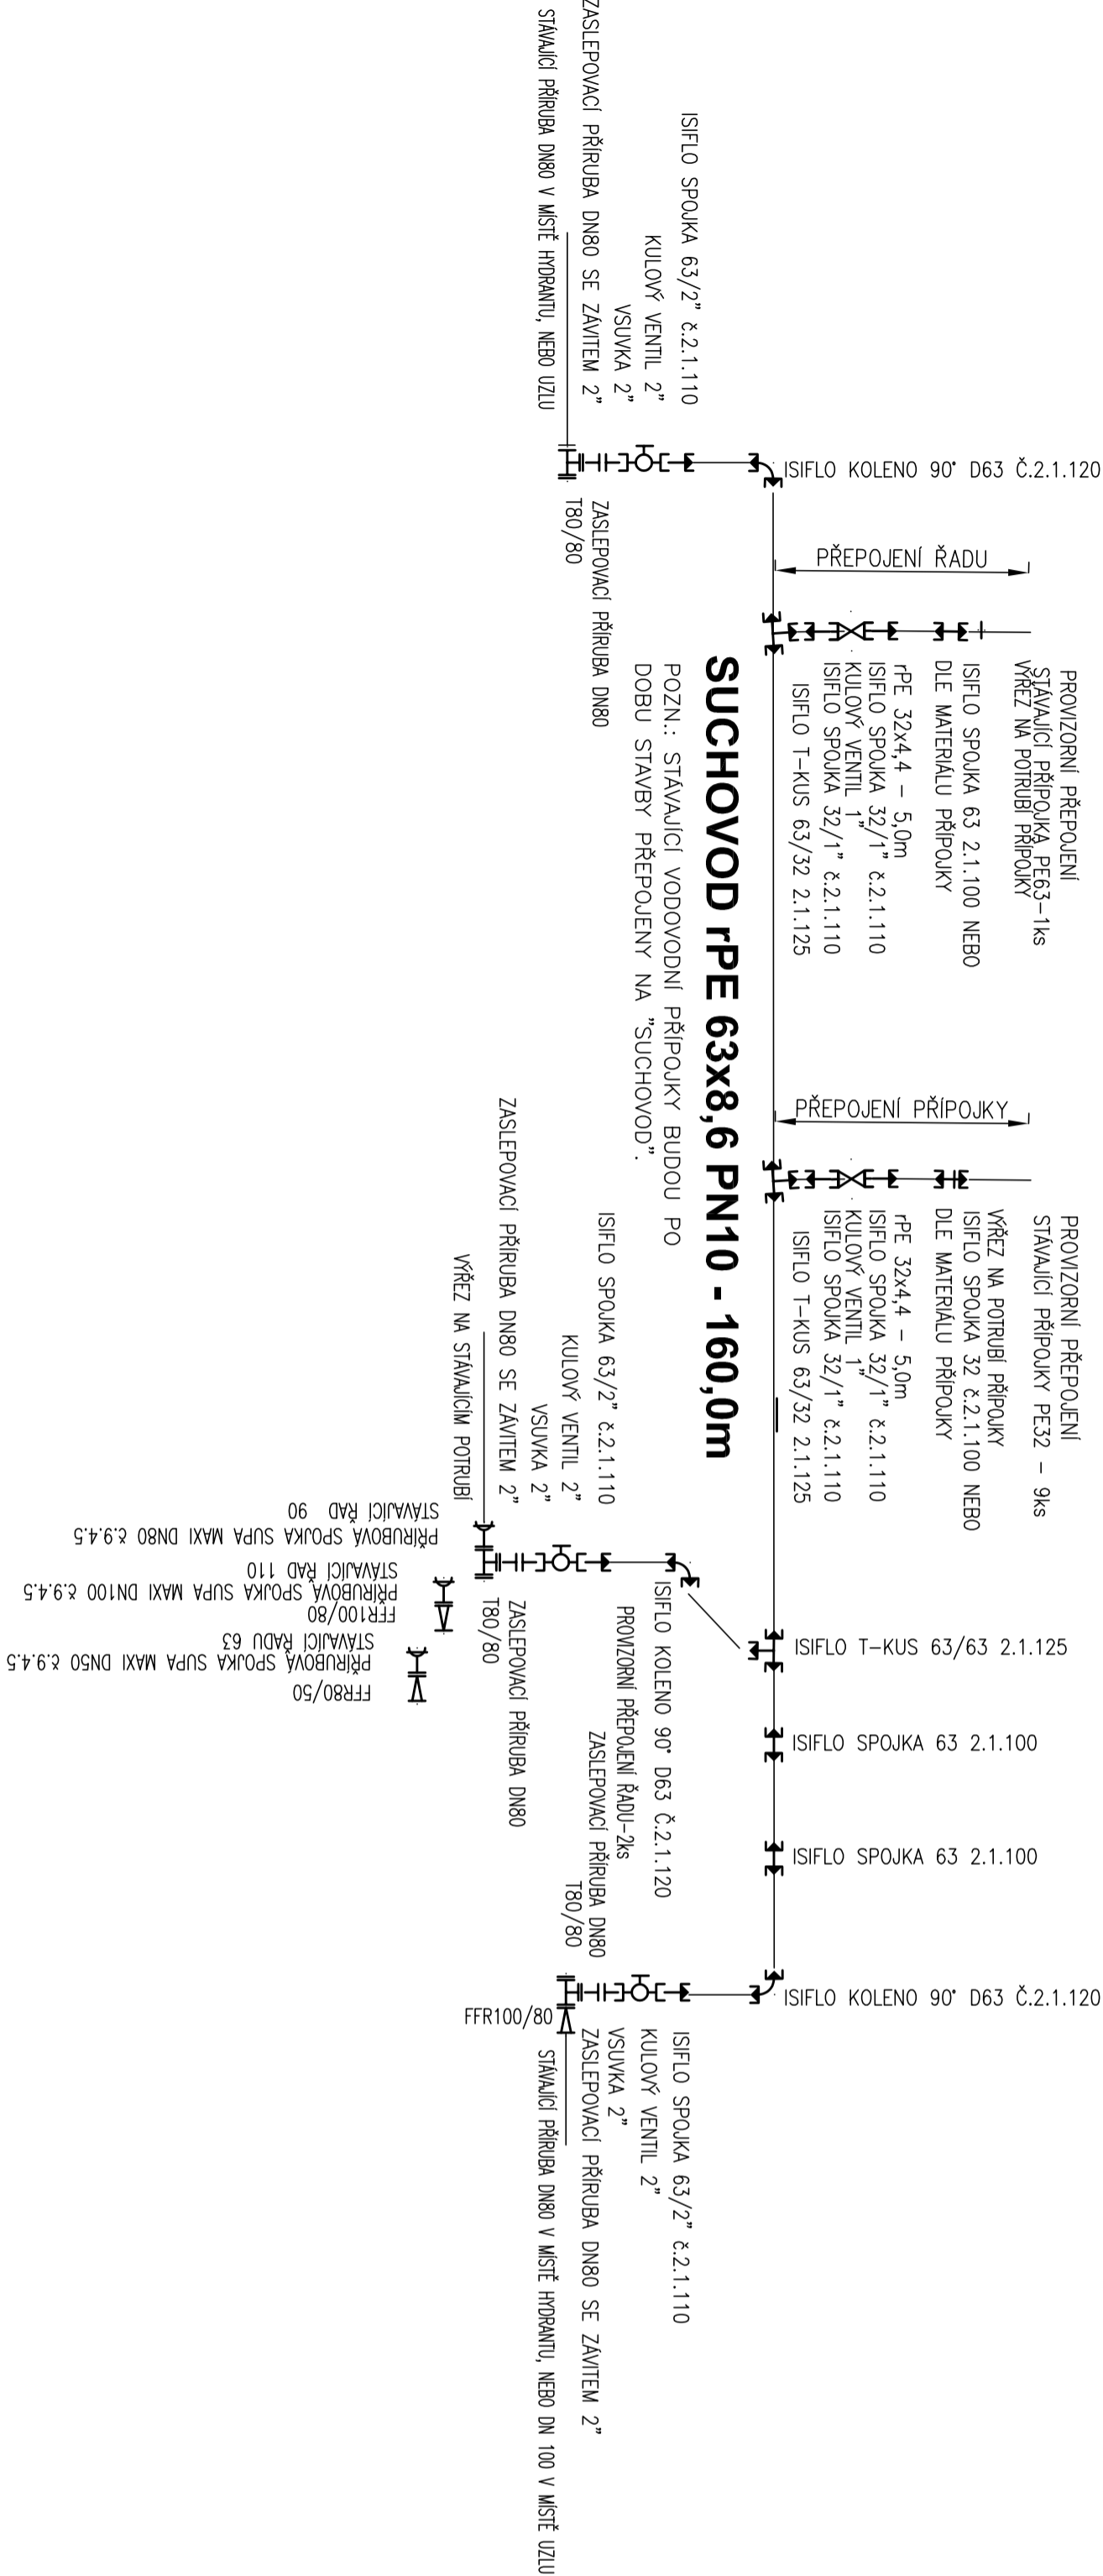 ISIFLO KOLENO 90° D63 Č.2.1.120
ISIFLO SPOJKA 63/2" č.2.1.110
KULOVÝ VENTIL 2"
VSUVKA 2"
ZASLEPOVACÍ PŘÍRUBA DN80 SE ZÁVITEM 2"
STÁVAJÍCÍ PŘÍRUBA DN80 V MÍSTĚ HYDRANTU, NEBO UZLU
ZASLEPOVACÍ PŘÍRUBA DN80
T80/80
PŘEPOJENÍ ŘADU
PROVIZORNÍ PŘEPOJENÍ
STÁVAJÍCÍ PŘÍPOJKA PE63-1ks
VÝŘEZ NA POTRUBÍ PŘÍPOJKY
ISIFLO SPOJKA 63 2.1.100 NEBO
DLE MATERIÁLU PŘÍPOJKY
rPE 32x4,4 - 5,0m
ISIFLO SPOJKA 32/1" č.2.1.110
KULOVÝ VENTIL 1"
ISIFLO SPOJKA 32/1" č.2.1.110
ISIFLO T-KUS 63/32 2.1.125
SUCHOVOD rPE 63x8,6 PN10 - 160,0m
POZN.: STÁVAJÍCÍ VODOVODNÍ PŘÍPOJKY BUDOU PO
DOBU STAVBY PŘEPOJENY NA "SUCHOVOD".
PŘEPOJENÍ PŘÍPOJKY
PROVIZORNÍ PŘEPOJENÍ
STÁVAJÍCÍ PŘÍPOJKY PE32 - 9ks
VÝŘEZ NA POTRUBÍ PŘÍPOJKY
ISIFLO SPOJKA 32 č.2.1.100 NEBO
DLE MATERIÁLU PŘÍPOJKY
rPE 32x4,4 - 5,0m
ISIFLO SPOJKA 32/1" č.2.1.110
KULOVÝ VENTIL 1"
ISIFLO SPOJKA 32/1" č.2.1.110
ISIFLO T-KUS 63/32 2.1.125
ISIFLO SPOJKA 63/2" č.2.1.110
KULOVÝ VENTIL 2"
VSUVKA 2"
ZASLEPOVACÍ PŘÍRUBA DN80 SE ZÁVITEM 2"
VÝŘEZ NA STÁVAJÍCÍM POTRUBÍ
STÁVAJÍCÍ ŘAD 90
PŘÍRUBOVÁ SPOJKA SUPA MAXI DN80 č.9.4.5
STÁVAJÍCÍ ŘAD 110
PŘÍRUBOVÁ SPOJKA SUPA MAXI DN100 č.9.4.5
FFR100/80
STÁVAJÍCÍ ŘADU 63
PŘÍRUBOVÁ SPOJKA SUPA MAXI DN50 č.9.4.5
FFR80/50
ISIFLO KOLENO 90° D63 Č.2.1.120
PROVIZORNÍ PŘEPOJENÍ ŘADU-2ks
ZASLEPOVACÍ PŘÍRUBA DN80
T80/80
ISIFLO T-KUS 63/63 2.1.125
ISIFLO SPOJKA 63 2.1.100
ISIFLO SPOJKA 63 2.1.100
ISIFLO KOLENO 90° D63 Č.2.1.120
ZASLEPOVACÍ PŘÍRUBA DN80
T80/80
FFR100/80
ISIFLO SPOJKA 63/2" č.2.1.110
KULOVÝ VENTIL 2"
VSUVKA 2"
ZASLEPOVACÍ PŘÍRUBA DN80 SE ZÁVITEM 2"
STÁVAJÍCÍ PŘÍRUBA DN80 V MÍSTĚ HYDRANTU, NEBO DN 100 V MÍSTĚ UZLU